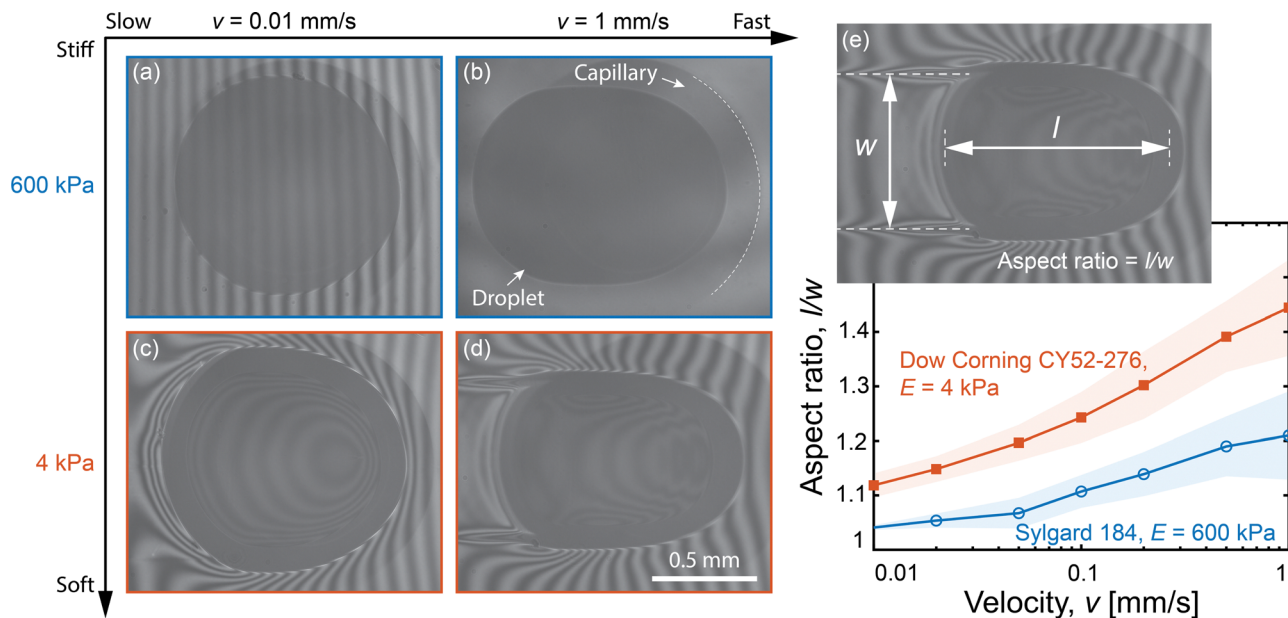 Slow
v = 0.01 mm/s
v = 1 mm/s
Fast
Stiff
600 kPa
4 kPa
Soft
(a)
(b)
Capillary
Droplet
(c)
(d)
0.5 mm
(e)
w
l
Aspect ratio = l/w
Aspect ratio, l/w
1.4
1.3
1.2
1.1
1
Dow Corning CY52-276,
E = 4 kPa
Sylgard 184, E = 600 kPa
0.01
0.1
1
Velocity, v [mm/s]